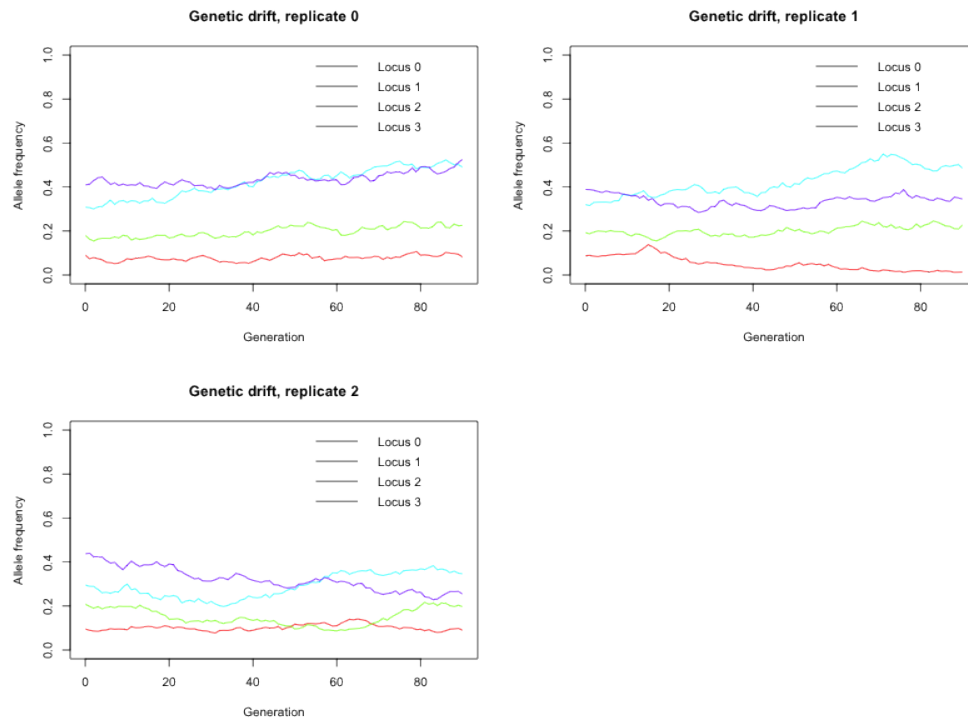 Genetic drift, replicate 0
Allele frequency
1.0
0.8
0.6
0.4
0.2
0.0
Locus 0
Locus 1
Locus 2
Locus 3
0 20 40 60 80
Generation
Genetic drift, replicate 1
Allele frequency
1.0
0.8
0.6
0.4
0.2
0.0
Locus 0
Locus 1
Locus 2
Locus 3
0 20 40 60 80
Generation
Genetic drift, replicate 2
Allele frequency
1.0
0.8
0.6
0.4
0.2
0.0
Locus 0
Locus 1
Locus 2
Locus 3
0 20 40 60 80
Generation